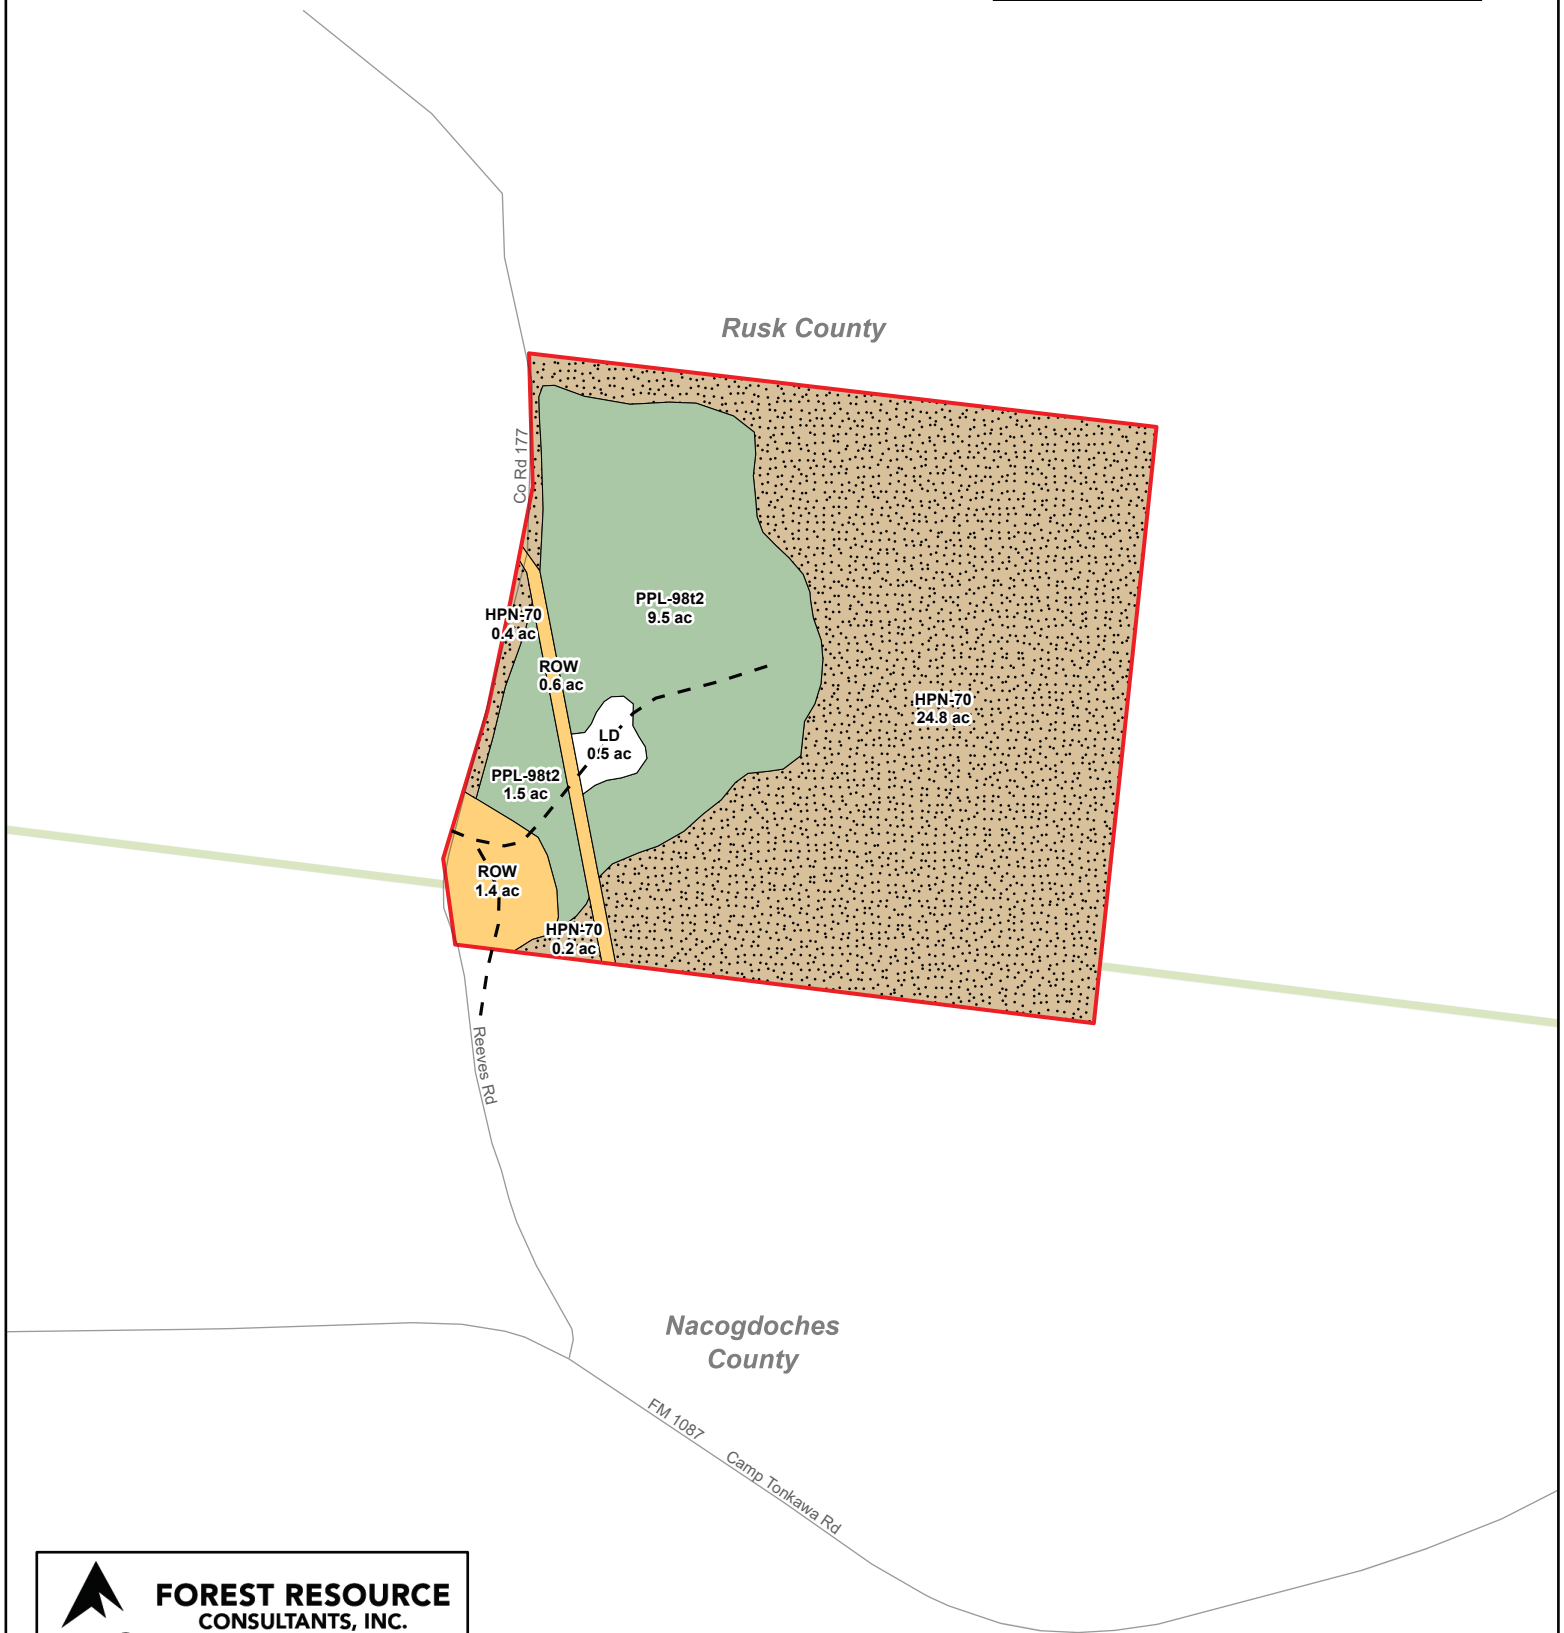 Rusk County
Co Rd 177
PPL-98t2
9.5 ac
HPN-70
0.4 ac
ROW
0.6 ac
HPN-70
24.8 ac
LD
0.5 ac
PPL-98t2
1.5 ac
ROW
1.4 ac
HPN-70
0.2 ac
Reeves Rd
Nacogdoches
County
FM 1087
Camp Tonkawa Rd
FOREST RESOURCE
CONSULTANTS, INC.